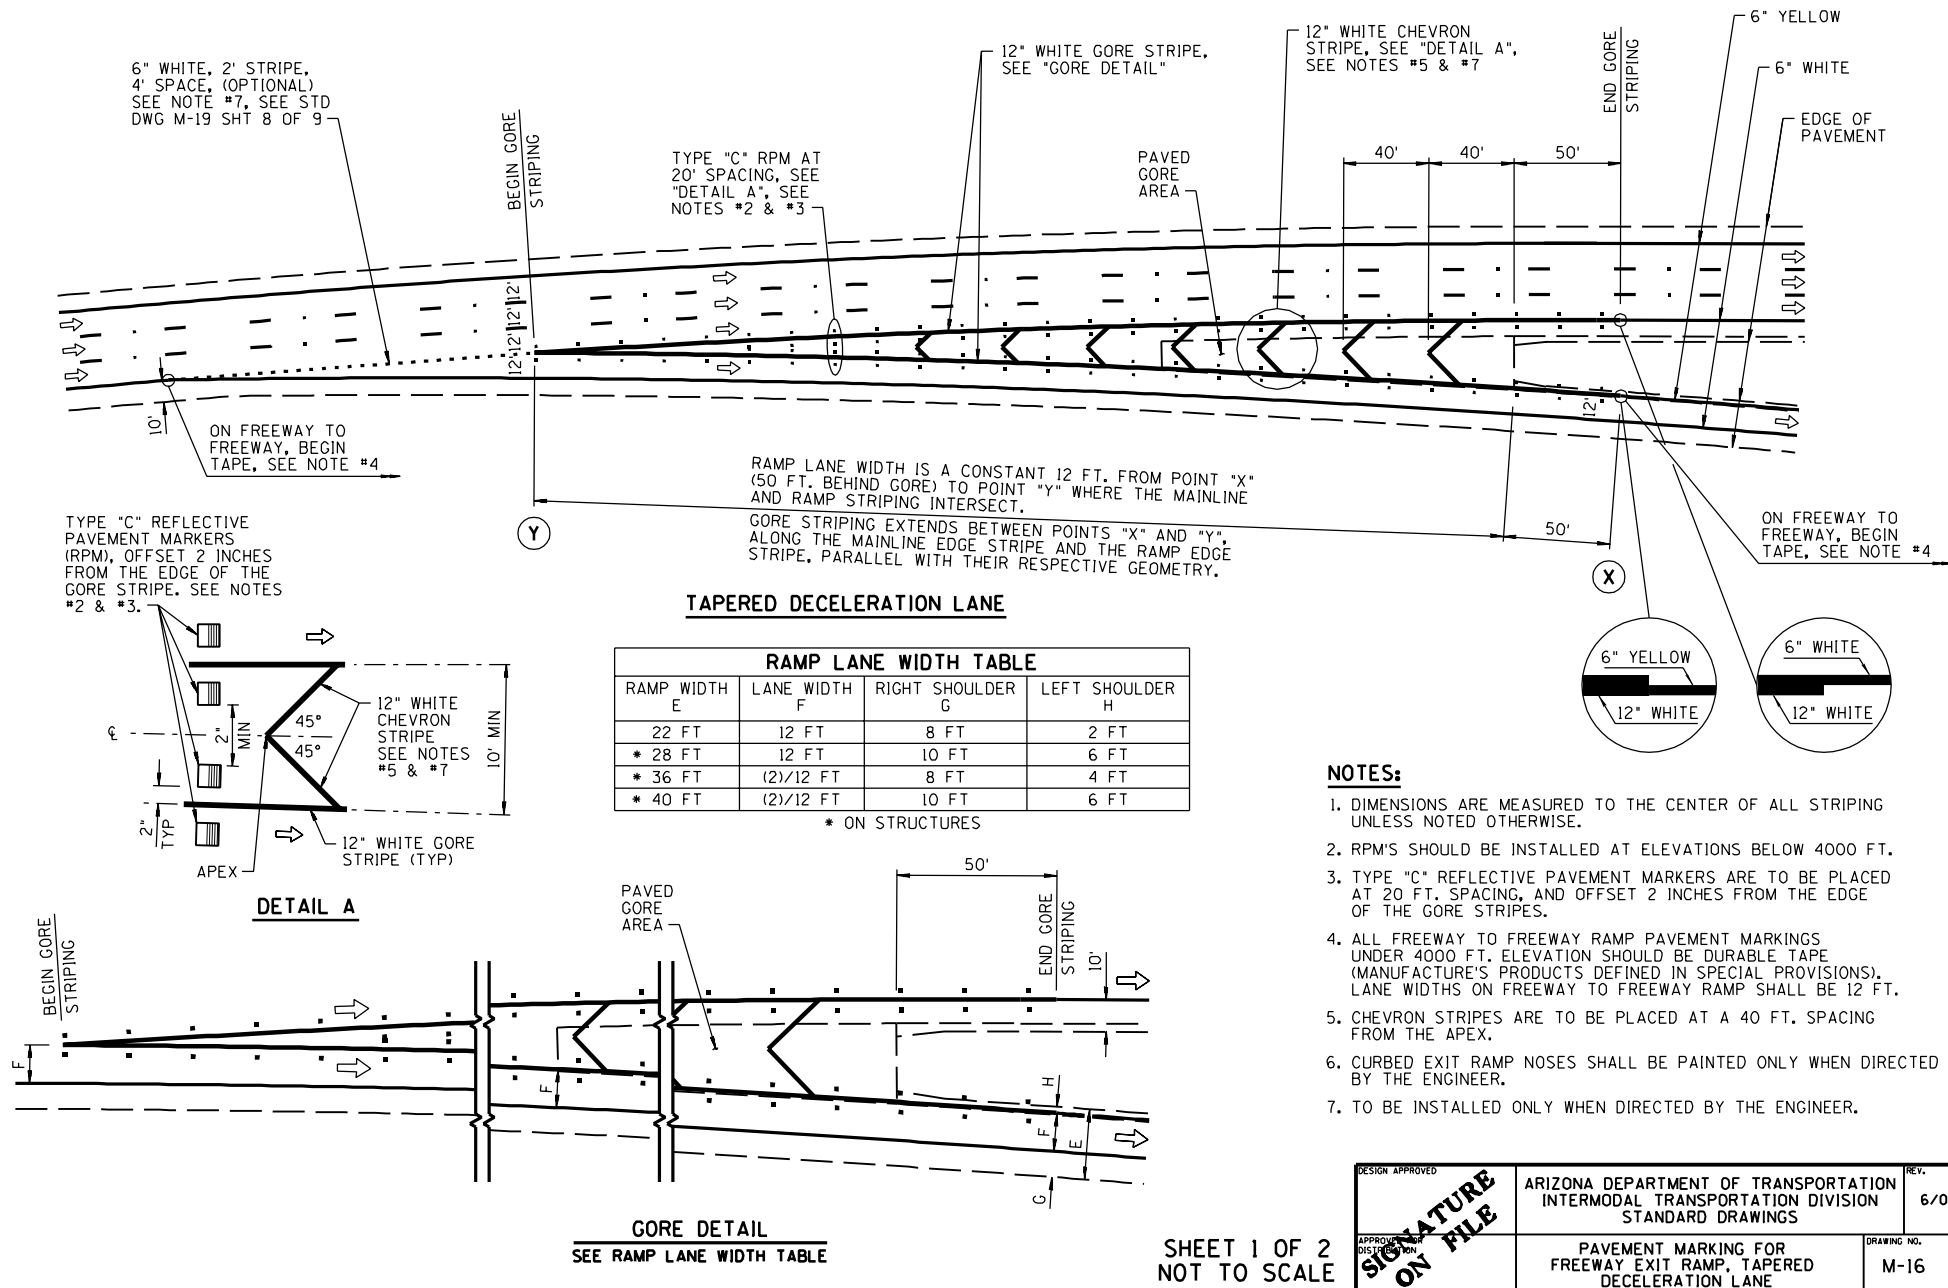 6" YELLOW
12" WHITE CHEVRON
STRIPE, SEE "DETAIL A",
SEE NOTES #5 & #7
END GORE
STRIPING
12" WHITE GORE STRIPE,
SEE "GORE DETAIL"
6" WHITE, 2' STRIPE,
4' SPACE, (OPTIONAL)
SEE NOTE #7, SEE STD
DWG M-19 SHT 8 OF 9
6" WHITE
EDGE OF
PAVEMENT
BEGIN GORE
STRIPING
TYPE "C" RPM AT
20' SPACING, SEE
"DETAIL A", SEE
NOTES #2 & #3
PAVED
GORE
AREA
40'
40'
50'
12'
12'
12'
12'
10'
12'
ON FREEWAY TO
FREEWAY, BEGIN
TAPE, SEE NOTE #4
RAMP LANE WIDTH IS A CONSTANT 12 FT. FROM POINT "X"
(50 FT. BEHIND GORE) TO POINT "Y" WHERE THE MAINLINE
AND RAMP STRIPING INTERSECT.
GORE STRIPING EXTENDS BETWEEN POINTS "X" AND "Y",
ALONG THE MAINLINE EDGE STRIPE AND THE RAMP EDGE
STRIPE, PARALLEL WITH THEIR RESPECTIVE GEOMETRY.
Y
50'
X
ON FREEWAY TO
FREEWAY, BEGIN
TAPE, SEE NOTE #4
TAPERED DECELERATION LANE
TYPE "C" REFLECTIVE
PAVEMENT MARKERS
(RPM), OFFSET 2 INCHES
FROM THE EDGE OF THE
GORE STRIPE. SEE NOTES
#2 & #3.
℄
45°
45°
2"
MIN
12" WHITE
CHEVRON
STRIPE
SEE NOTES
#5 & #7
10' MIN
2"
TYP
12" WHITE GORE
STRIPE (TYP)
APEX
DETAIL A
RAMP LANE WIDTH TABLE
RAMP WIDTH E LANE WIDTH F RIGHT SHOULDER G LEFT SHOULDER H
22 FT 12 FT 8 FT 2 FT
* 28 FT 12 FT 10 FT 6 FT
* 36 FT (2)/12 FT 8 FT 4 FT
* 40 FT (2)/12 FT 10 FT 6 FT
* ON STRUCTURES
6" YELLOW
12" WHITE
6" WHITE
12" WHITE
NOTES:
1. DIMENSIONS ARE MEASURED TO THE CENTER OF ALL STRIPING
UNLESS NOTED OTHERWISE.
2. RPM'S SHOULD BE INSTALLED AT ELEVATIONS BELOW 4000 FT.
3. TYPE "C" REFLECTIVE PAVEMENT MARKERS ARE TO BE PLACED
AT 20 FT. SPACING, AND OFFSET 2 INCHES FROM THE EDGE
OF THE GORE STRIPES.
4. ALL FREEWAY TO FREEWAY RAMP PAVEMENT MARKINGS
UNDER 4000 FT. ELEVATION SHOULD BE DURABLE TAPE
(MANUFACTURE'S PRODUCTS DEFINED IN SPECIAL PROVISIONS).
LANE WIDTHS ON FREEWAY TO FREEWAY RAMP SHALL BE 12 FT.
5. CHEVRON STRIPES ARE TO BE PLACED AT A 40 FT. SPACING
FROM THE APEX.
6. CURBED EXIT RAMP NOSES SHALL BE PAINTED ONLY WHEN DIRECTED
BY THE ENGINEER.
7. TO BE INSTALLED ONLY WHEN DIRECTED BY THE ENGINEER.
BEGIN GORE
STRIPING
PAVED
GORE
AREA
50'
END GORE
STRIPING
10'
F
F
H
F
E
G
GORE DETAIL
SEE RAMP LANE WIDTH TABLE
SHEET 1 OF 2
NOT TO SCALE
DESIGN APPROVED
SIGNATURE
ON FILE
APPROVED FOR
DISTRIBUTION
ARIZONA DEPARTMENT OF TRANSPORTATION
INTERMODAL TRANSPORTATION DIVISION
STANDARD DRAWINGS
REV.
6/0
PAVEMENT MARKING FOR
FREEWAY EXIT RAMP, TAPERED
DECELERATION LANE
DRAWING NO.
M-16